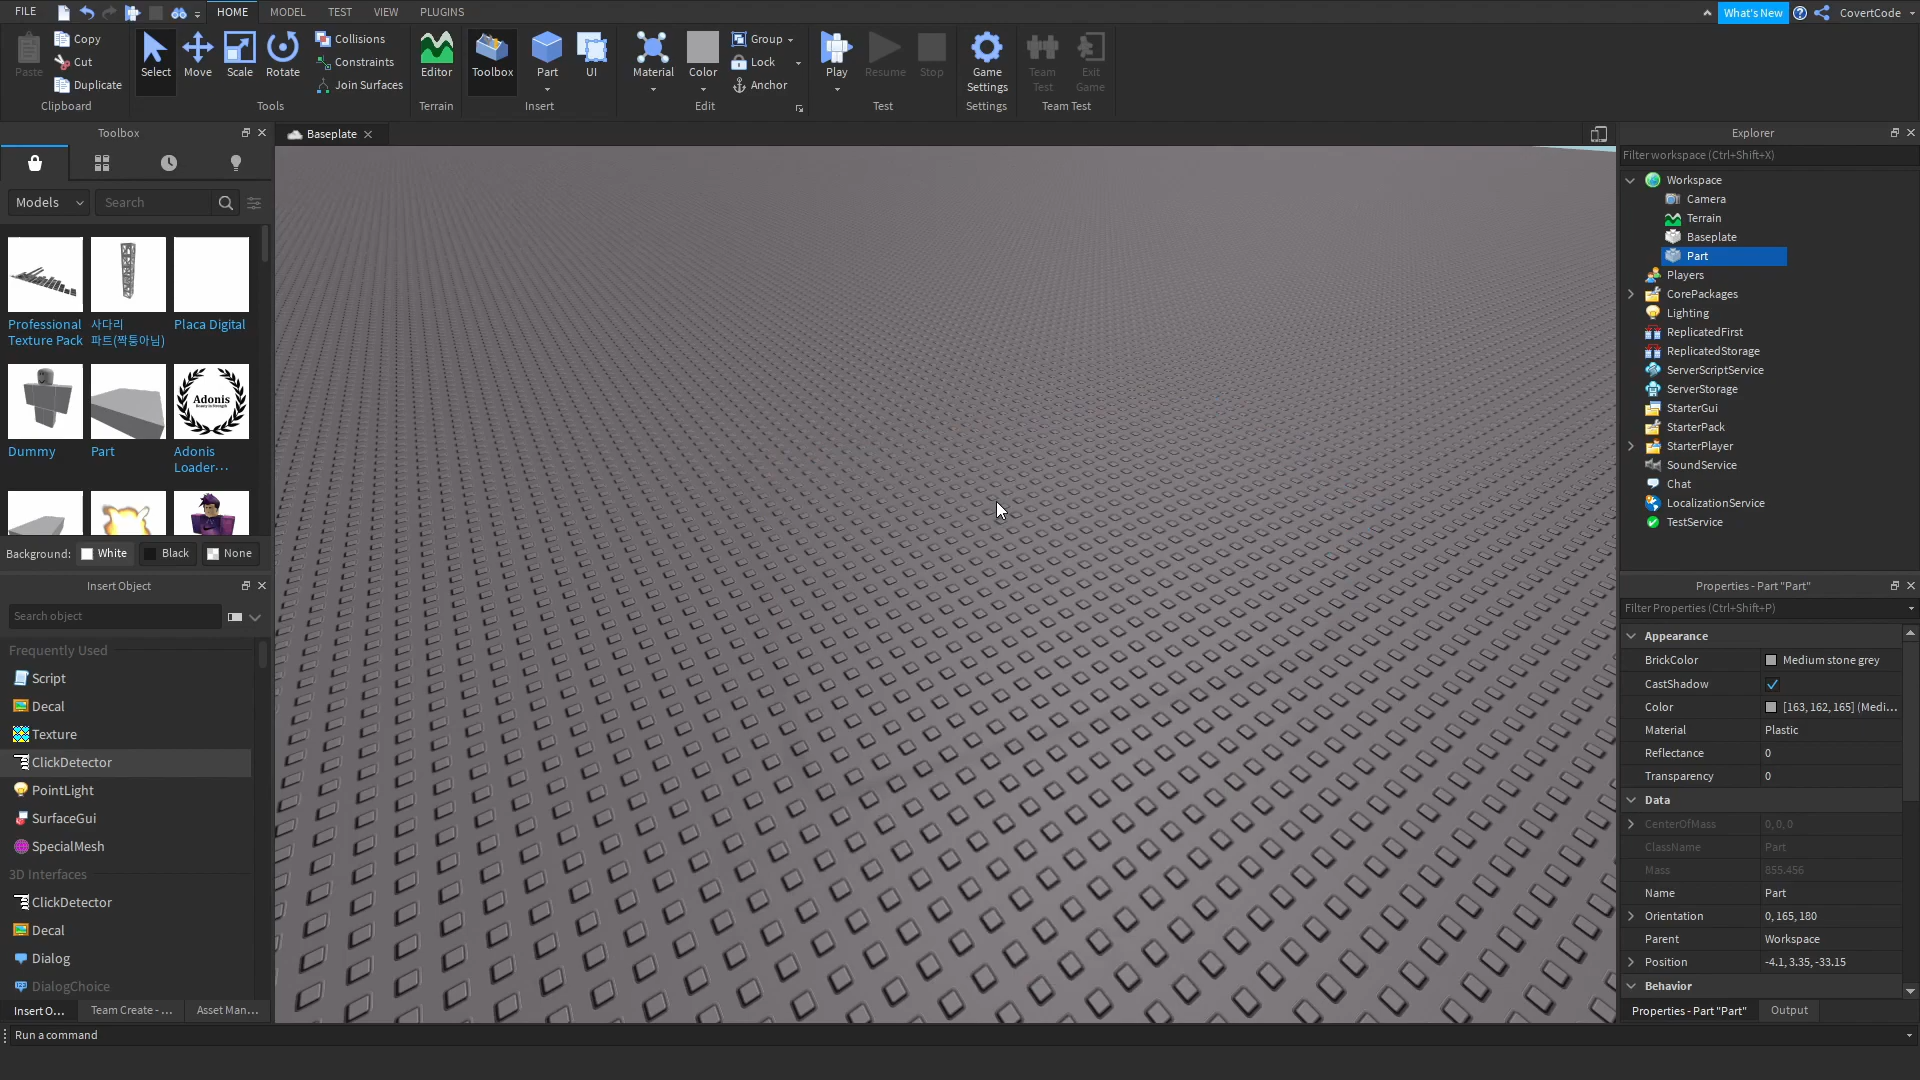 FILE
HOME
MODEL
TEST
VIEW
PLUGINS
What's New
CovertCode
Paste
Copy
Cut
Duplicate
Clipboard
Select
Move
Scale
Rotate
Collisions
Constraints
Join Surfaces
Tools
Editor
Terrain
Toolbox
Part
UI
Insert
Material
Color
Group
Lock
Anchor
Edit
Play
Resume
Stop
Test
Game
Settings
Settings
Team
Test
Exit
Game
Team Test
Toolbox
Models
Search
Professional
Texture Pack
사다리
파트(짝퉁아님)
Placa Digital
Dummy
Part
Adonis
Adonis
Loader···
Background:
White
Black
None
Insert Object
Search object
Frequently Used
Script
Decal
Texture
ClickDetector
PointLight
SurfaceGui
SpecialMesh
3D Interfaces
ClickDetector
Decal
Dialog
DialogChoice
Insert O...
Team Create - ...
Asset Man...
Run a command
Baseplate
Explorer
Filter workspace (Ctrl+Shift+X)
Workspace
Camera
Terrain
Baseplate
Part
Players
CorePackages
Lighting
ReplicatedFirst
ReplicatedStorage
ServerScriptService
ServerStorage
StarterGui
StarterPack
StarterPlayer
SoundService
Chat
LocalizationService
TestService
Properties - Part "Part"
Filter Properties (Ctrl+Shift+P)
Appearance
BrickColor Medium stone grey
CastShadow
Color [163, 162, 165] (Medi...
Material Plastic
Reflectance 0
Transparency 0
Data
CenterOfMass 0, 0, 0
ClassName Part
Mass 855.456
Name Part
Orientation 0, 165, 180
Parent Workspace
Position -4.1, 3.35, -33.15
Behavior
Properties - Part "Part"
Output